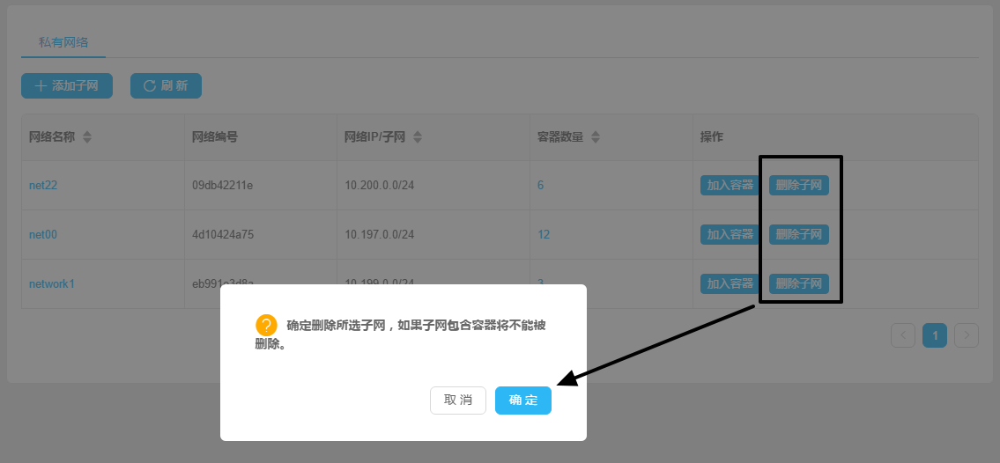 私有网络
添加子网 刷 新
网络名称 网络编号 网络IP/子网 容器数量 操作
net22 09db42211e 10.200.0.0/24 6 加入容器 删除子网
net00 4d10424a75 10.197.0.0/24 12 加入容器 删除子网
network1 eb991e3d8a 10.199.0.0/24 3 加入容器 删除子网
确定删除所选子网，如果子网包含容器将不能被
删除。
1
取 消 确 定